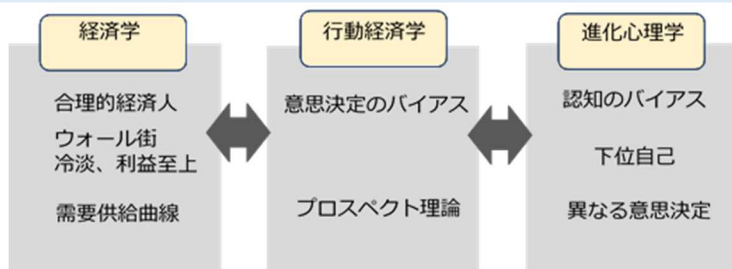 経済学
合理的経済人
ウォール街
冷淡、利益至上
需要供給曲線
行動経済学
意思決定のバイアス
プロスペクト理論
進化心理学
認知のバイアス
下位自己
異なる意思決定